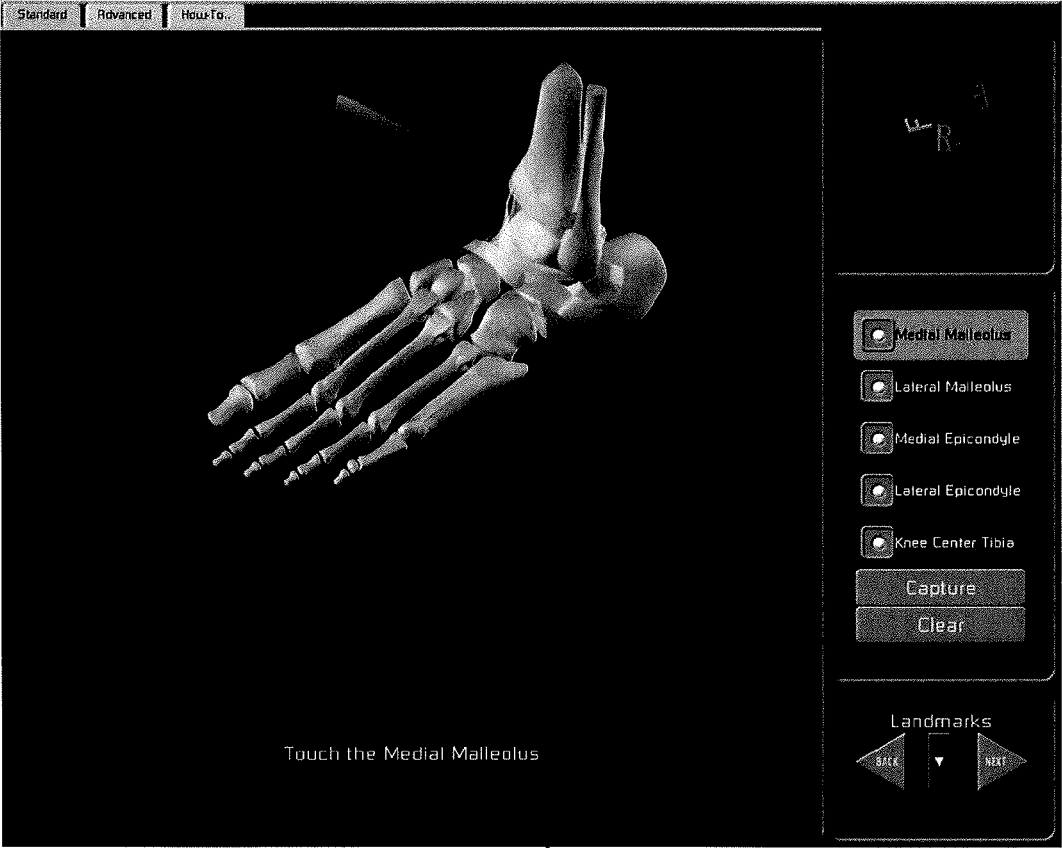 Standard
Advanced
How-To..
A
F
R
Medial Malleolus
Lateral Malleolus
Medial Epicondyle
Lateral Epicondyle
Knee Center Tibia
Capture
Clear
Touch the Medial Malleolus
Landmarks
BACK
NEXT